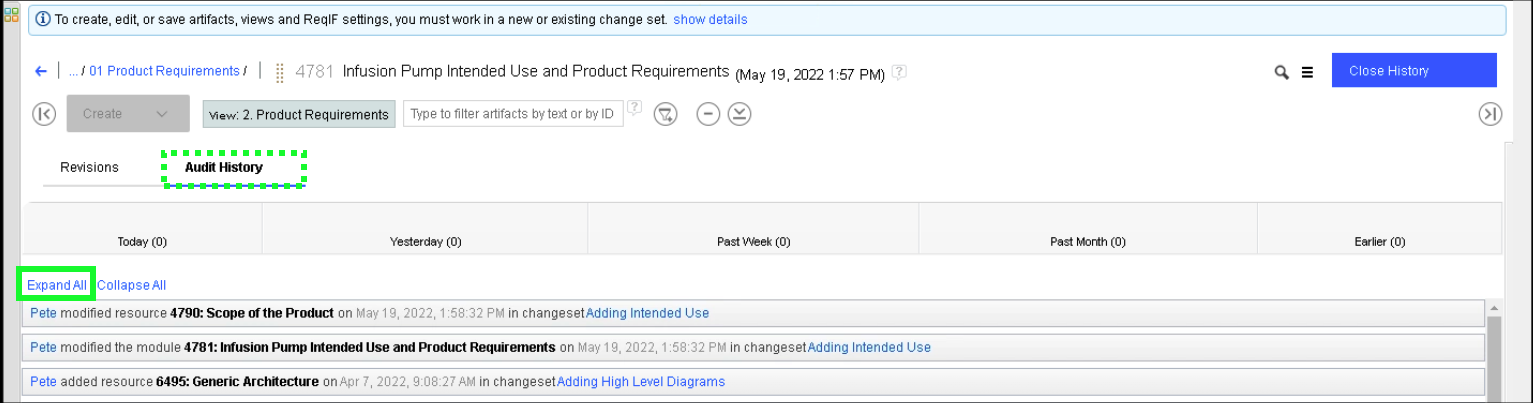 To create, edit, or save artifacts, views and ReqIF settings, you must work in a new or existing change set. show details
... / 01 Product Requirements / 4781 Infusion Pump Intended Use and Product Requirements (May 19, 2022 1:57 PM) ? Close History
Create View: 2. Product Requirements Type to filter artifacts by text or by ID ?
Revisions Audit History
Today (0) Yesterday (0) Past Week (0) Past Month (0) Earlier (0)
Expand All Collapse All
Pete modified resource 4790: Scope of the Product on May 19, 2022, 1:58:32 PM in changeset Adding Intended Use
Pete modified the module 4781: Infusion Pump Intended Use and Product Requirements on May 19, 2022, 1:58:32 PM in changeset Adding Intended Use
Pete added resource 6495: Generic Architecture on Apr 7, 2022, 9:08:27 AM in changeset Adding High Level Diagrams